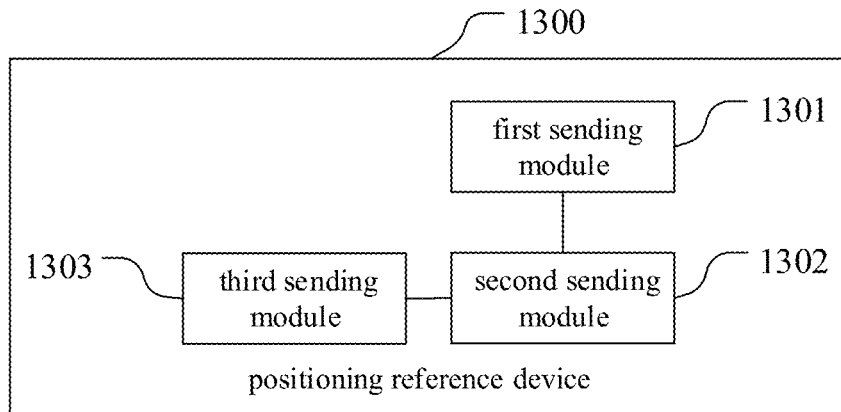 1300
first sending
module
1301
1303
third sending
module
second sending
module
1302
positioning reference device